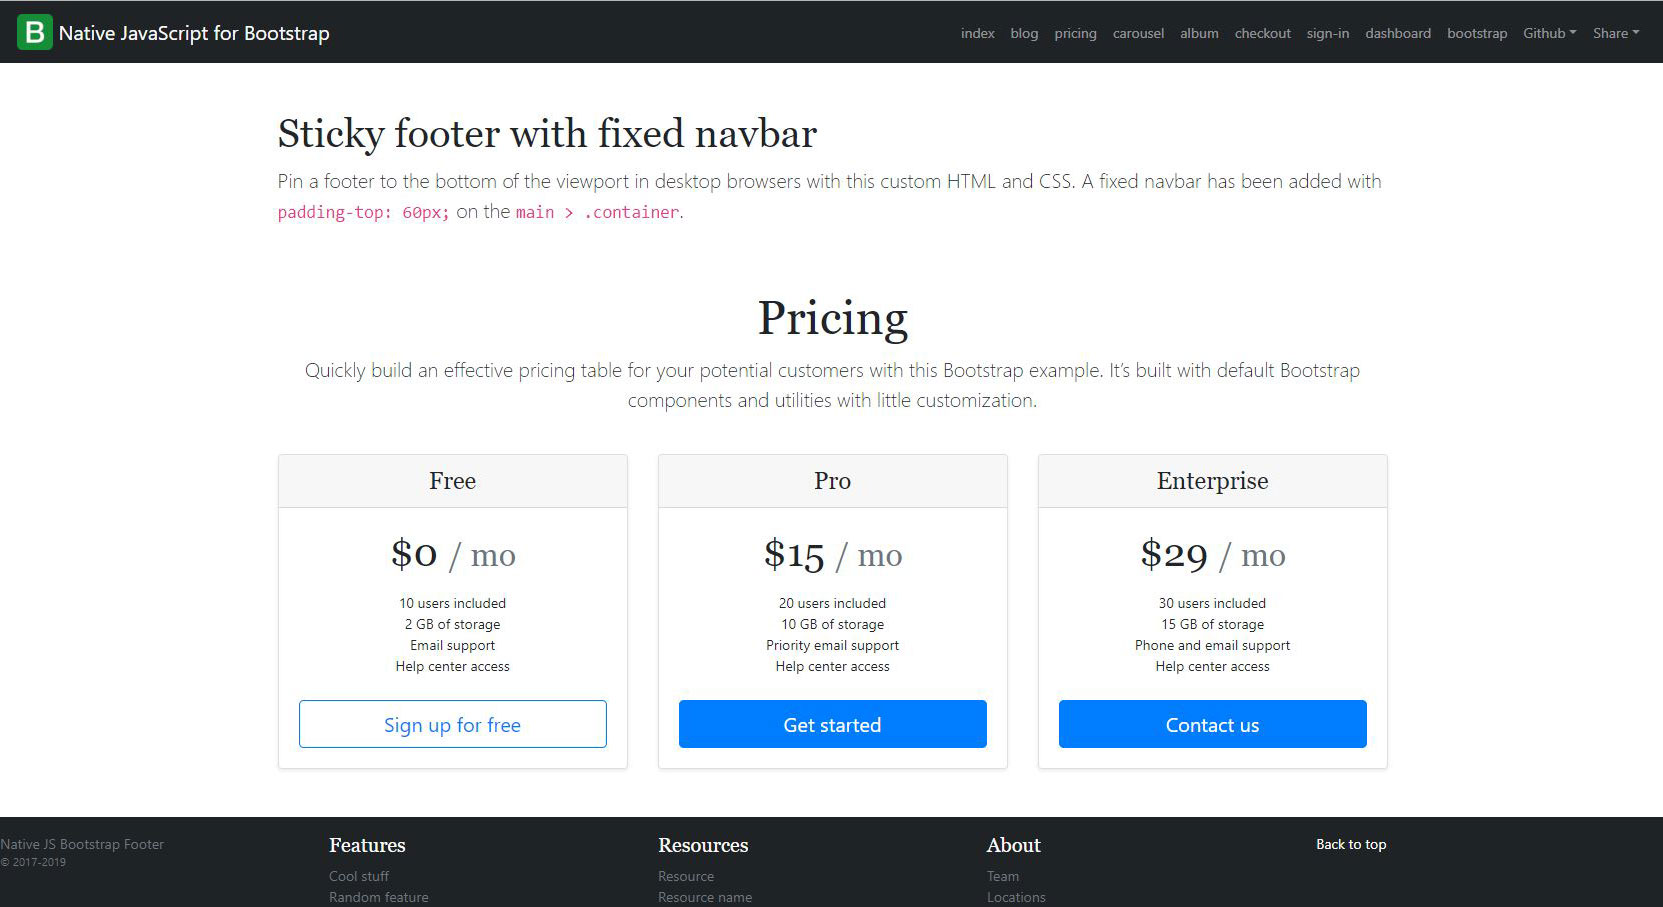 B Native JavaScript for Bootstrap
index blog pricing carousel album checkout sign-in dashboard bootstrap Github Share
Sticky footer with fixed navbar
Pin a footer to the bottom of the viewport in desktop browsers with this custom HTML and CSS. A fixed navbar has been added with
padding-top: 60px; on the main > .container.
Pricing
Quickly build an effective pricing table for your potential customers with this Bootstrap example. It’s built with default Bootstrap
components and utilities with little customization.
Free
$0 / mo
10 users included
2 GB of storage
Email support
Help center access
Sign up for free
Pro
$15 / mo
20 users included
10 GB of storage
Priority email support
Help center access
Get started
Enterprise
$29 / mo
30 users included
15 GB of storage
Phone and email support
Help center access
Contact us
Native JS Bootstrap Footer
© 2017-2019
Features
Cool stuff
Random feature
Resources
Resource
Resource name
About
Team
Locations
Back to top